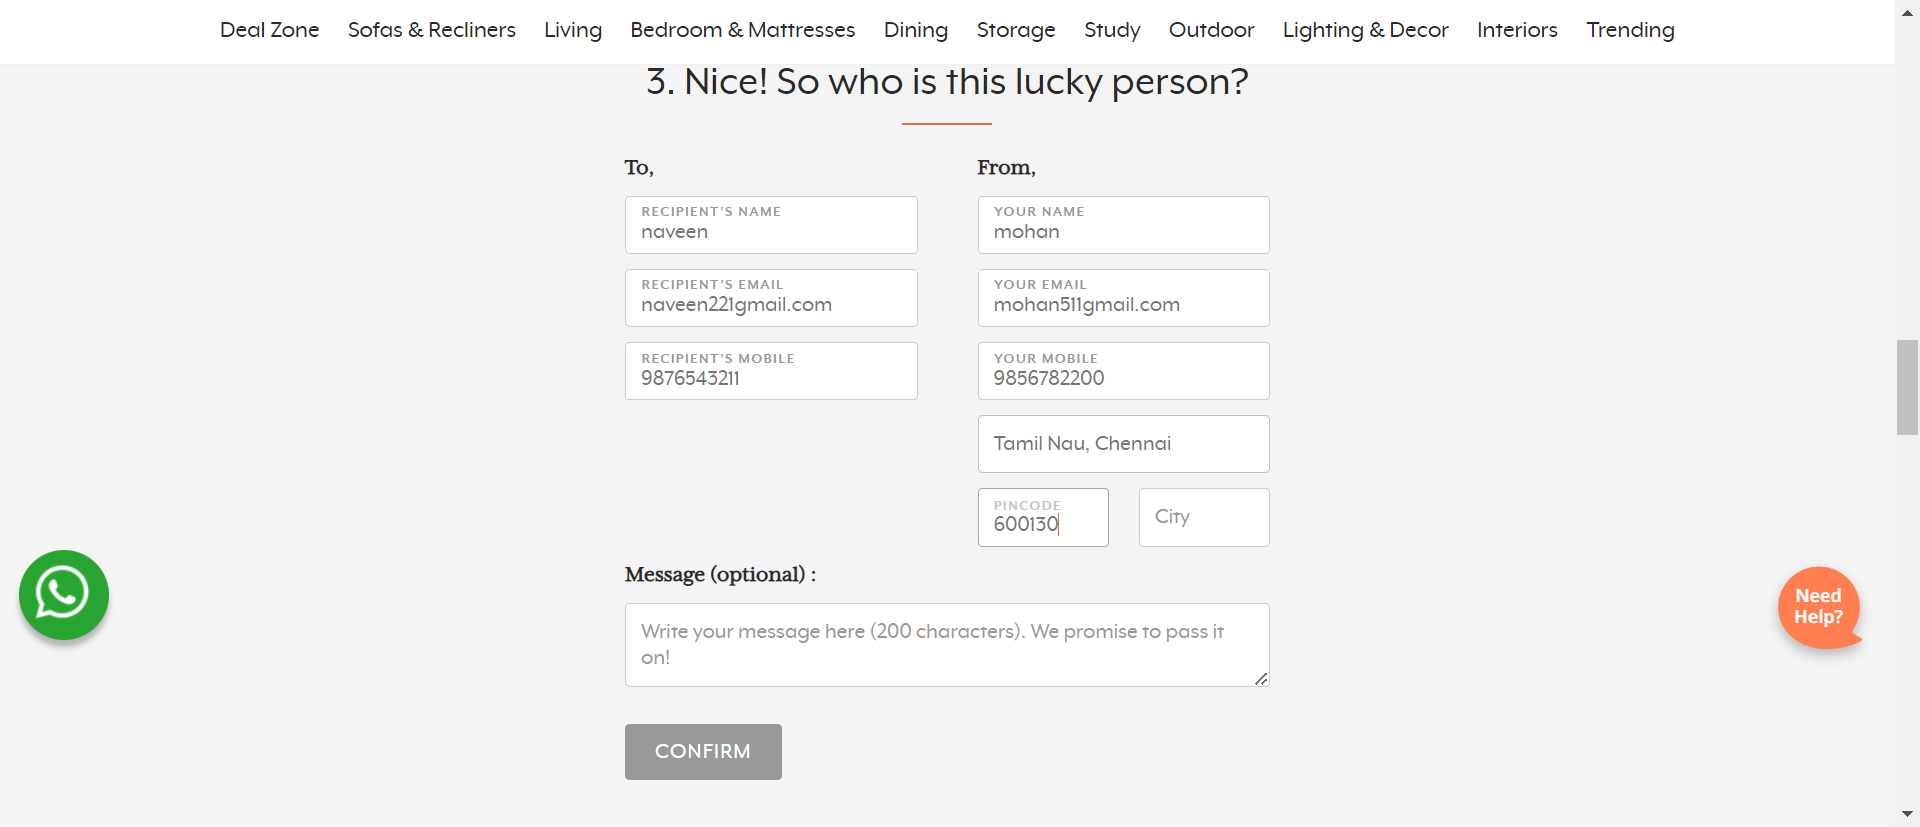 Deal Zone Sofas & Recliners Living Bedroom & Mattresses Dining Storage Study Outdoor Lighting & Decor Interiors Trending
3. Nice! So who is this lucky person?
To,
RECIPIENT'S NAME
naveen
RECIPIENT'S EMAIL
naveen221gmail.com
RECIPIENT'S MOBILE
9876543211
From,
YOUR NAME
mohan
YOUR EMAIL
mohan511gmail.com
YOUR MOBILE
9856782200
Tamil Nau, Chennai
PINCODE
600130
City
Message (optional) :
Write your message here (200 characters). We promise to pass it
on!
CONFIRM
Need
Help?